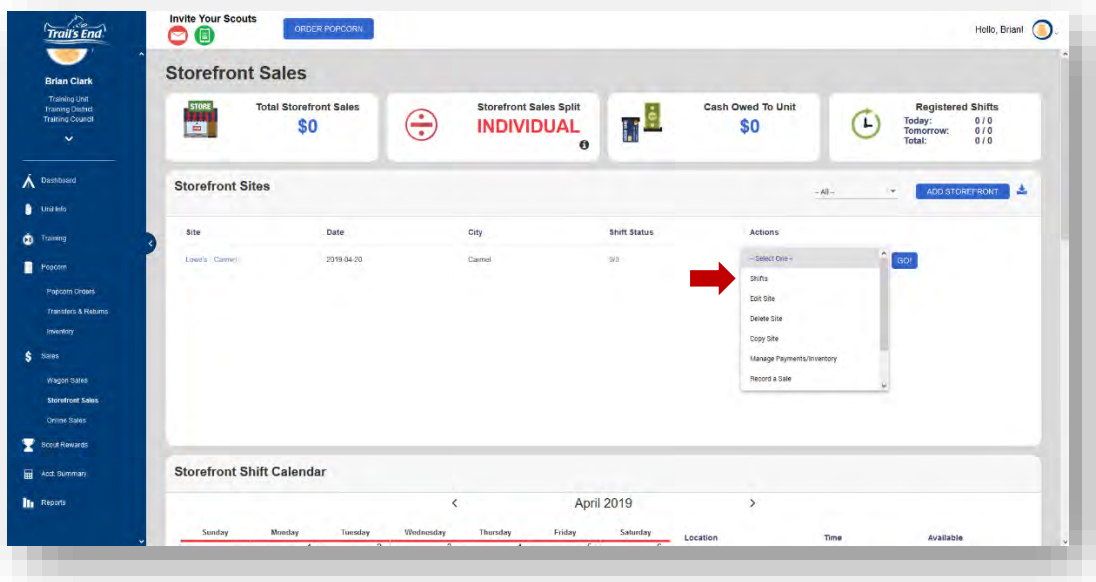 Trail's End
Brian Clark
Training Unit
Training District
Training Council
Dashboard
Unit Info
Training
Popcorn
Popcorn Orders
Transfers & Returns
Inventory
Sales
Wagon Sales
Storefront Sales
Online Sales
Scout Rewards
Acct. Summary
Reports
Invite Your Scouts
ORDER POPCORN
Hello, Brian!
Storefront Sales
STORE
Total Storefront Sales
$0
Storefront Sales Split
INDIVIDUAL
Cash Owed To Unit
$0
Registered Shifts
Today: 0 / 0
Tomorrow: 0 / 0
Total: 0 / 0
Storefront Sites
-- All --
ADD STOREFRONT
Site Date City Shift Status Actions
Lowe's - Carmel 2019-04-20 Carmel
-- Select One --
GO!
Shifts
Edit Site
Delete Site
Copy Site
Manage Payments/Inventory
Record a Sale
Storefront Shift Calendar
< April 2019 >
Sunday Monday Tuesday Wednesday Thursday Friday Saturday
Location Time Available